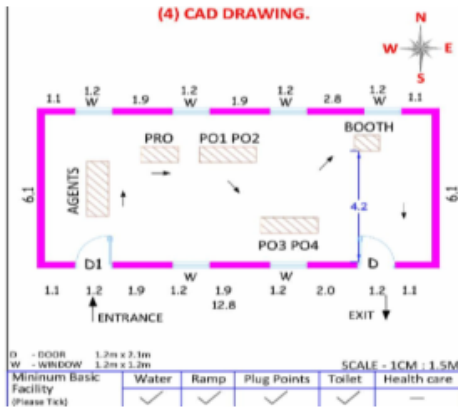 (4) CAD DRAWING.
N
W E
S
1.1 1.2 1.9 1.2 1.9 1.2 2.8 1.2 1.1
W W W W
BOOTH
PRO PO1 PO2
AGENTS
6.1 6.1
4.2
PO3 PO4
D1 D
W W
1.1 1.2 1.9 1.2 1.9 1.2 2.0 1.2 1.1
12.8
ENTRANCE EXIT
D - DOOR 1.2m x 2.1m
W - WINDOW 1.2m x 1.2m SCALE - 1CM : 1.5M
Mininum Basic Facility (Please Tick) Water Ramp Plug Points Toilet Health care
✓ ✓ ✓ ✓ —